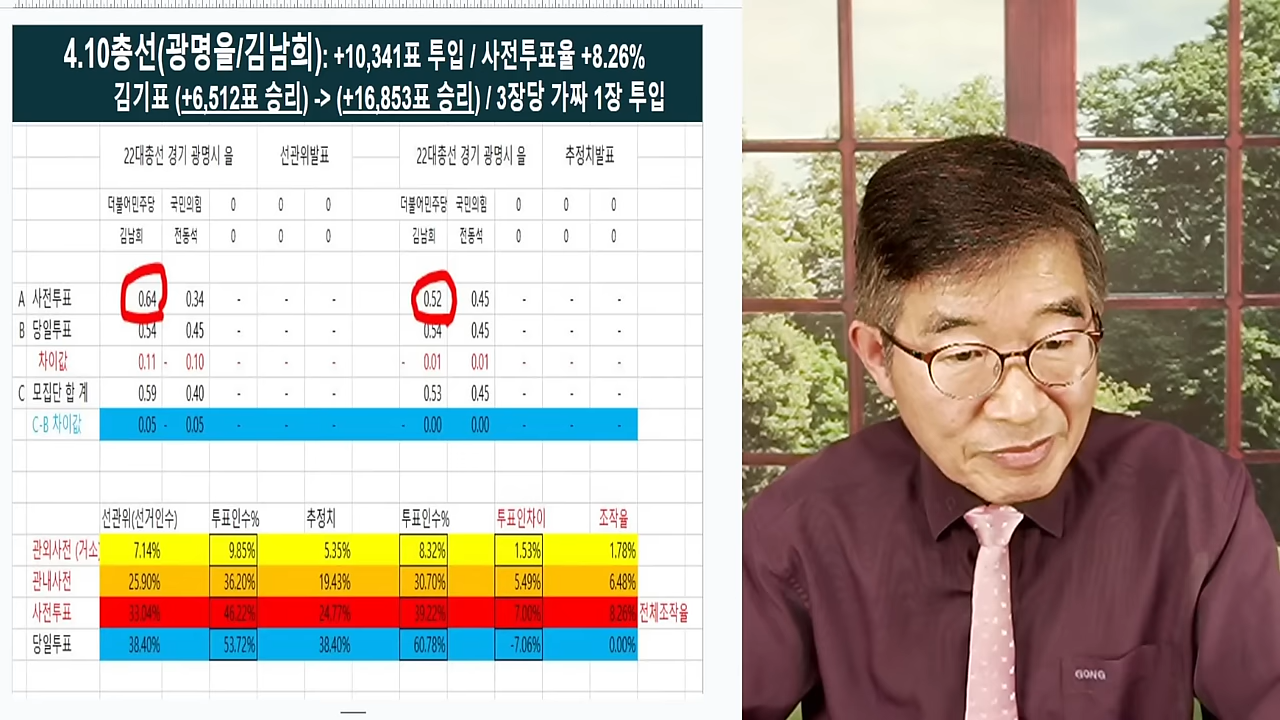 4.10총선(광명을/김남희): +10,341표 투입 / 사전투표율 +8.26%
김기표 (+6,512표 승리) -> (+16,853표 승리) / 3장당 가짜 1장 투입
22대총선 경기 광명시 을 선관위발표 22대총선 경기 광명시 을 추정치발표
더불어민주당 국민의힘 0 0 0 더불어민주당 국민의힘 0 0 0
김남희 전동석 0 0 0 김남희 전동석 0 0 0
A 사전투표 0.64 0.34 - - - 0.52 0.45 - - -
B 당일투표 0.54 0.45 - - - 0.54 0.45 - - -
차이값 0.11 - 0.10 - - - - 0.01 0.01 - - -
C 모집단 합 계 0.59 0.40 - - - 0.53 0.45 - - -
C-B 차이값 0.05 - 0.05 - - - - 0.00 0.00 - - -
선관위(선거인수) 투표인수% 추정치 투표인수% 투표인차이 조작율
관외사전 (거소) 7.14% 9.85% 5.35% 8.32% 1.53% 1.78%
관내사전 25.90% 36.20% 19.43% 30.70% 5.49% 6.48%
사전투표 33.04% 46.22% 24.77% 39.22% 7.00% 8.26% 전체조작율
당일투표 38.40% 53.72% 38.40% 60.78% -7.06% 0.00%
GONG